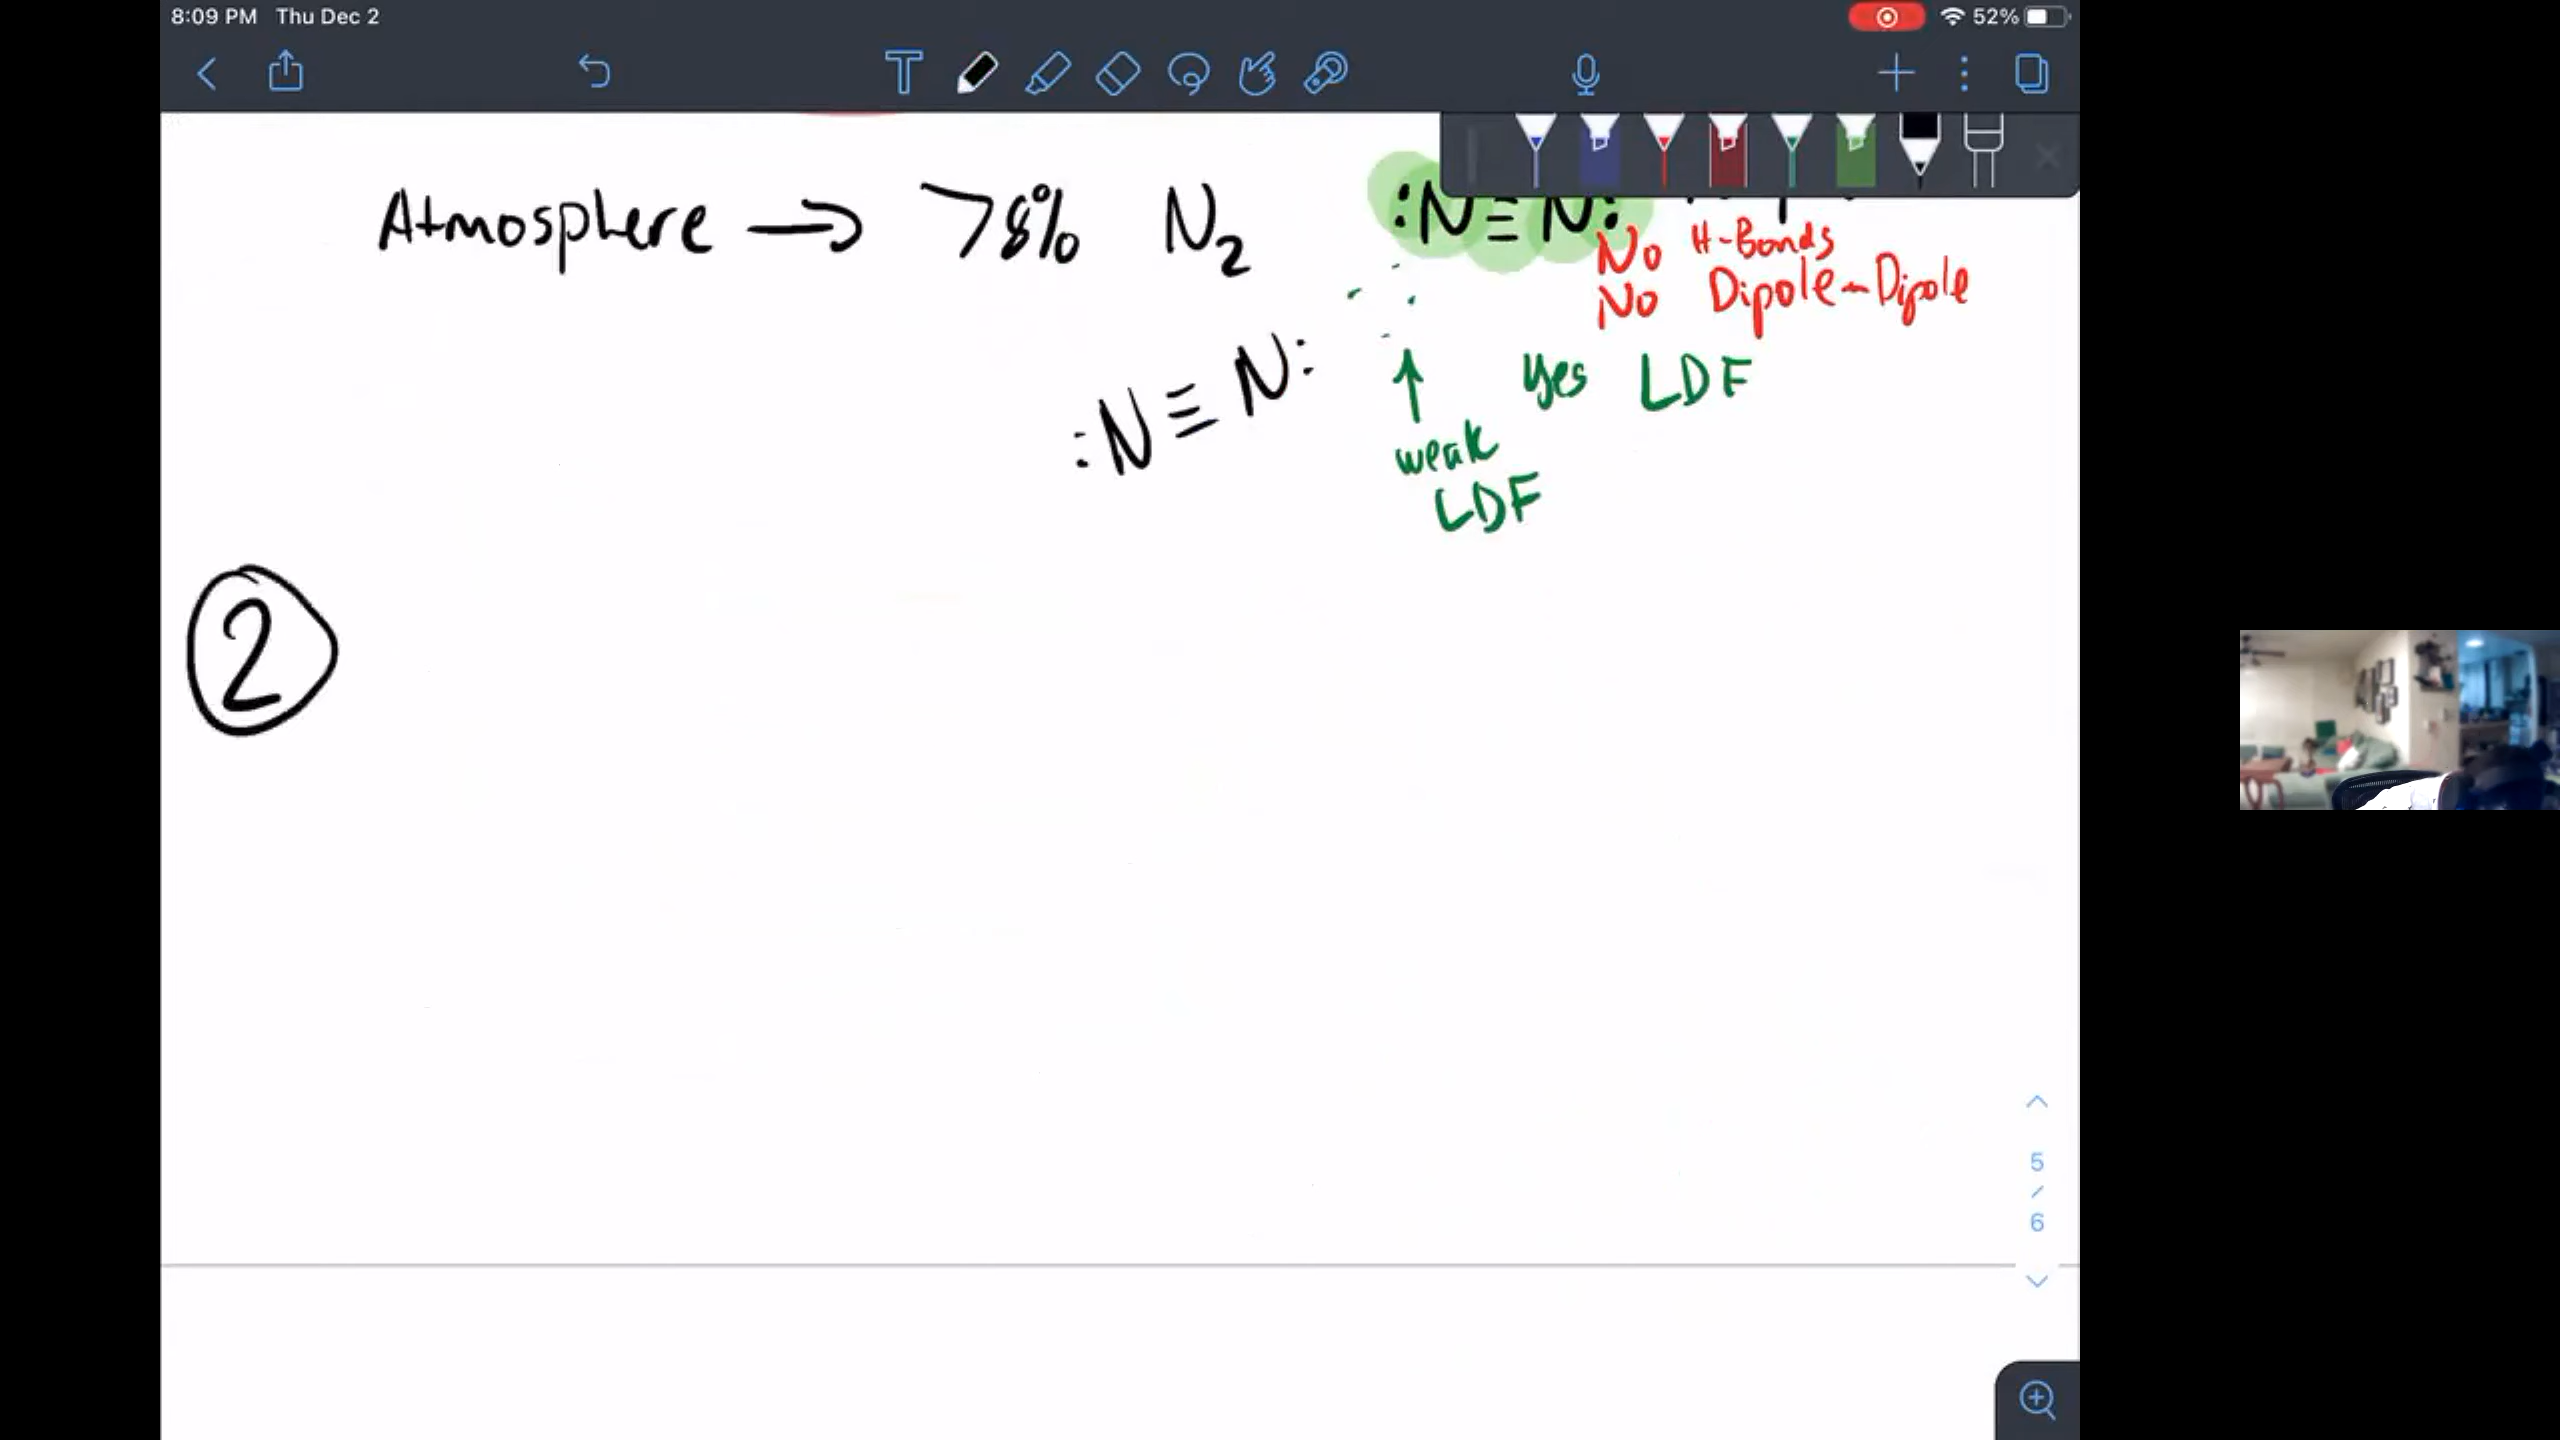 8:09 PM Thu Dec 2
52%
Atmosphere → 78% N2 :N≡N:
No H-Bonds
No Dipole-Dipole
:N≡N:
Yes LDF
weak
LDF
2
5
/
6